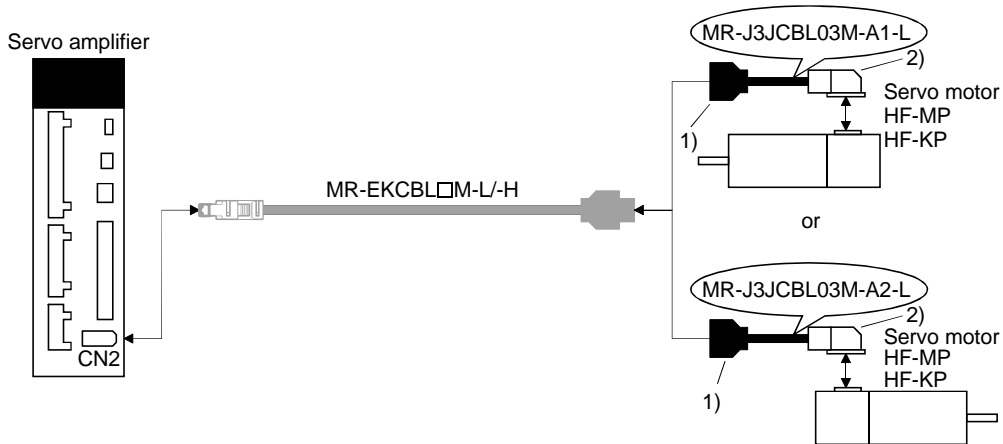 Servo amplifier
CN2
MR-EKCBL□M-L/-H
MR-J3JCBL03M-A1-L
1)
2)
Servo motor
HF-MP
HF-KP
or
MR-J3JCBL03M-A2-L
1)
2)
Servo motor
HF-MP
HF-KP